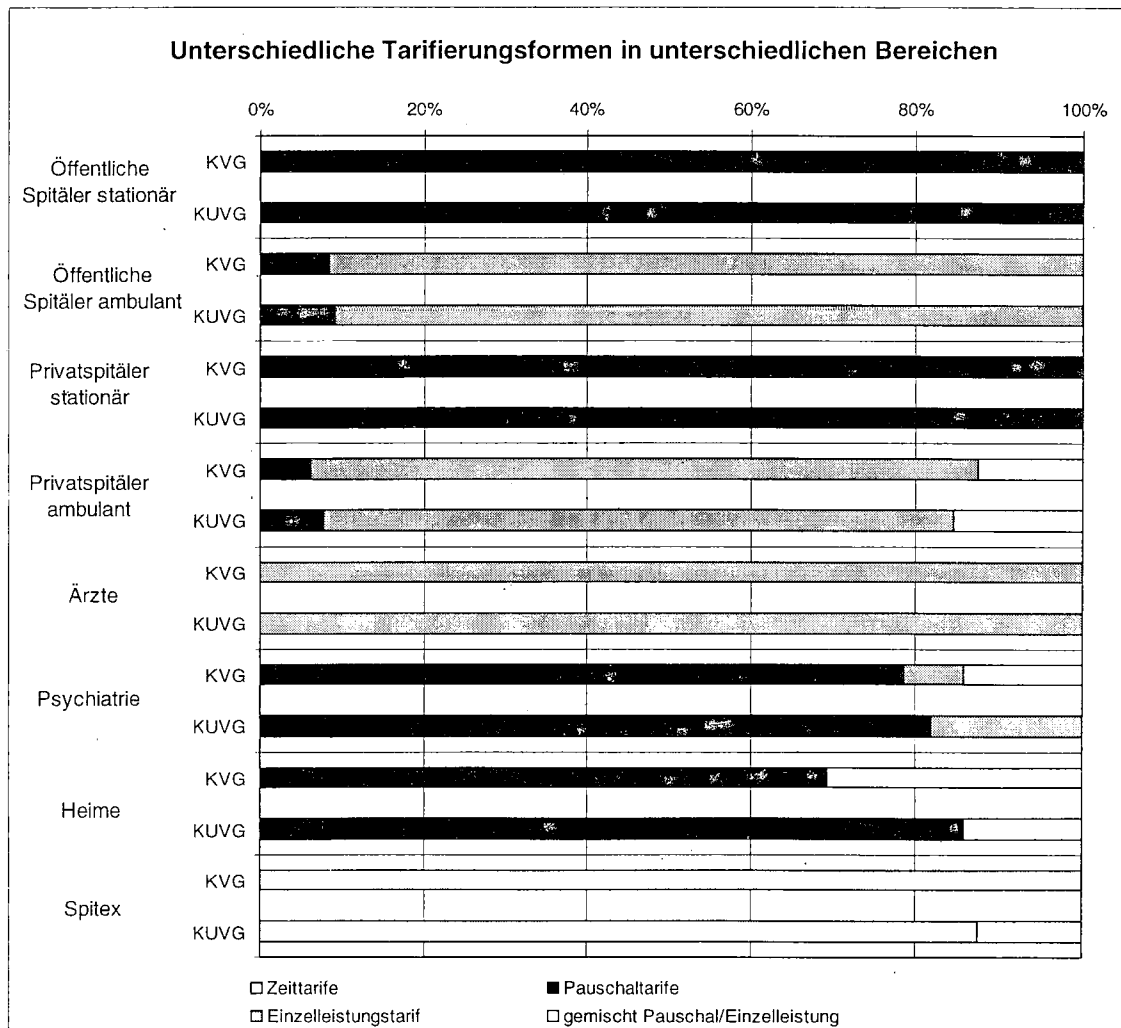 Unterschiedliche Tarifierungsformen in unterschiedlichen Bereichen
0% 20% 40% 60% 80% 100%
Öffentliche
Spitäler stationär
KVG
KUVG
Öffentliche
Spitäler ambulant
KVG
KUVG
Privatspitäler
stationär
KVG
KUVG
Privatspitäler
ambulant
KVG
KUVG
Ärzte
KVG
KUVG
Psychiatrie
KVG
KUVG
Heime
KVG
KUVG
Spitex
KVG
KUVG
Zeittarife
Pauschaltarife
Einzelleistungstarif
gemischt Pauschal/Einzelleistung